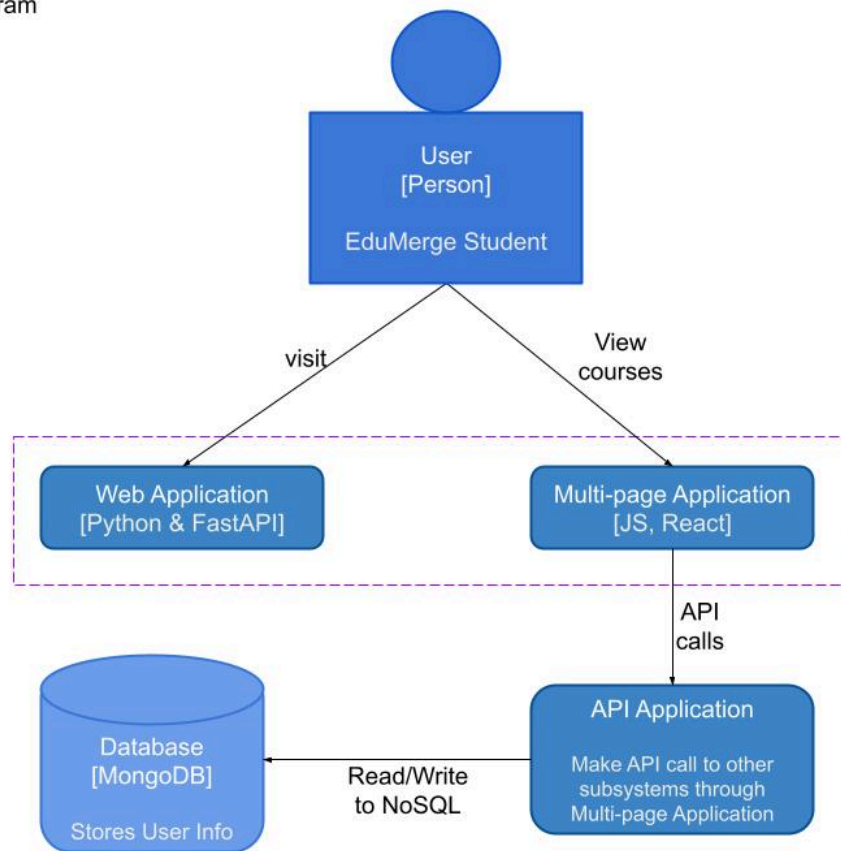 User
[Person]
EduMerge Student
visit
View
courses
Web Application
[Python & FastAPI]
Multi-page Application
[JS, React]
API
calls
Database
[MongoDB]
Stores User Info
Read/Write
to NoSQL
API Application
Make API call to other
subsystems through
Multi-page Application